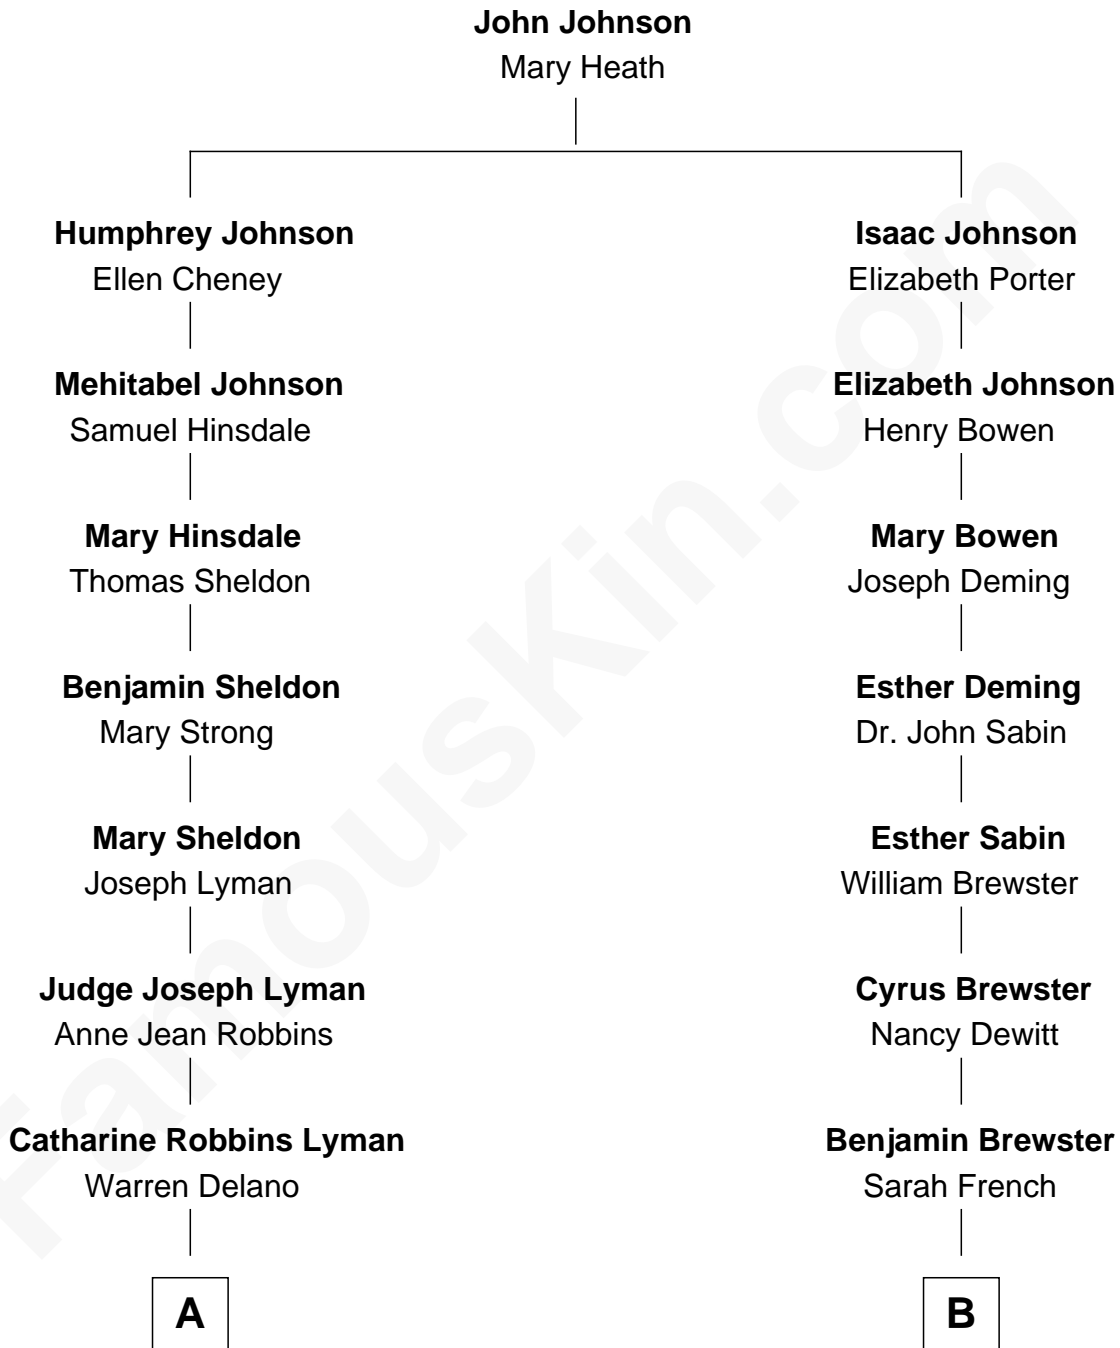 John Johnson
Mary Heath
Humphrey Johnson
Ellen Cheney
Isaac Johnson
Elizabeth Porter
Mehitabel Johnson
Samuel Hinsdale
Elizabeth Johnson
Henry Bowen
Mary Hinsdale
Thomas Sheldon
Mary Bowen
Joseph Deming
Benjamin Sheldon
Mary Strong
Esther Deming
Dr. John Sabin
Mary Sheldon
Joseph Lyman
Esther Sabin
William Brewster
Judge Joseph Lyman
Anne Jean Robbins
Cyrus Brewster
Nancy Dewitt
Catharine Robbins Lyman
Warren Delano
Benjamin Brewster
Sarah French
A
B
FamousKin.com